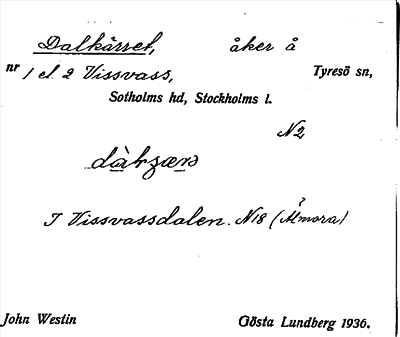 Dalkärret, åker å
nr 1 el. 2 Vissvass, Tyresö sn,
Sotholms hd, Stockholms l.
N2
I Vissvassdalen. N18 (Ålmora)
John Westin Gösta Lundberg 1936.